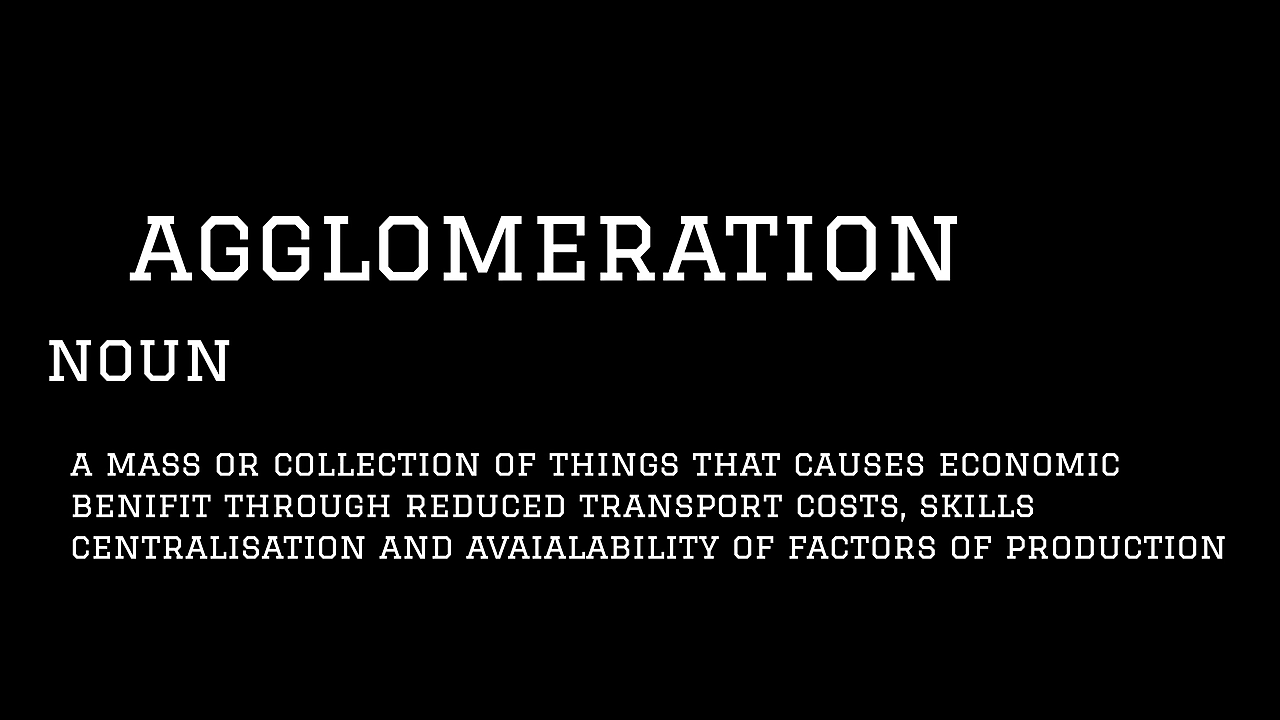 AGGLOMERATION
NOUN
A MASS OR COLLECTION OF THINGS THAT CAUSES ECONOMIC
BENIFIT THROUGH REDUCED TRANSPORT COSTS, SKILLS
CENTRALISATION AND AVAIALABILITY OF FACTORS OF PRODUCTION